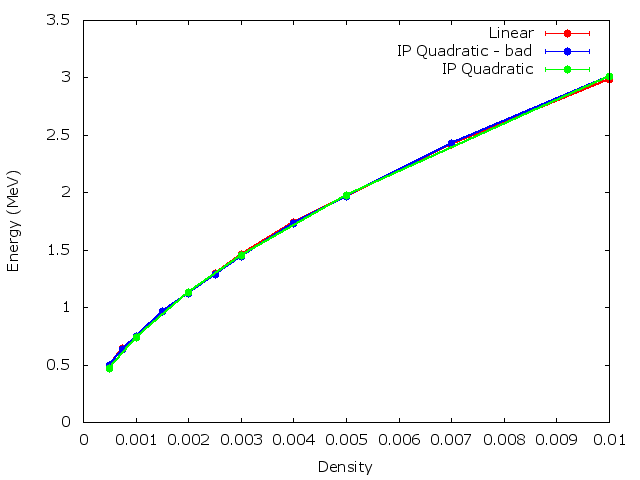 Linear
IP Quadratic - bad
IP Quadratic
3.5
3
2.5
2
1.5
1
0.5
0
Energy (MeV)
0 0.001 0.002 0.003 0.004 0.005 0.006 0.007 0.008 0.009 0.01
Density